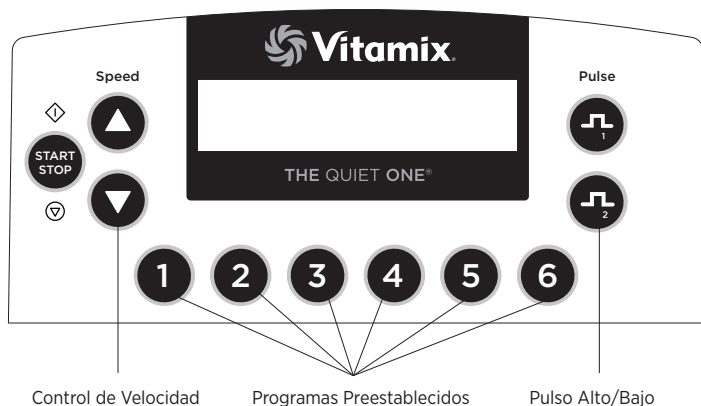 Vitamix.
Speed
Pulse
START
STOP
1
2
THE QUIET ONE®
1 2 3 4 5 6
Control de Velocidad
Programas Preestablecidos
Pulso Alto/Bajo